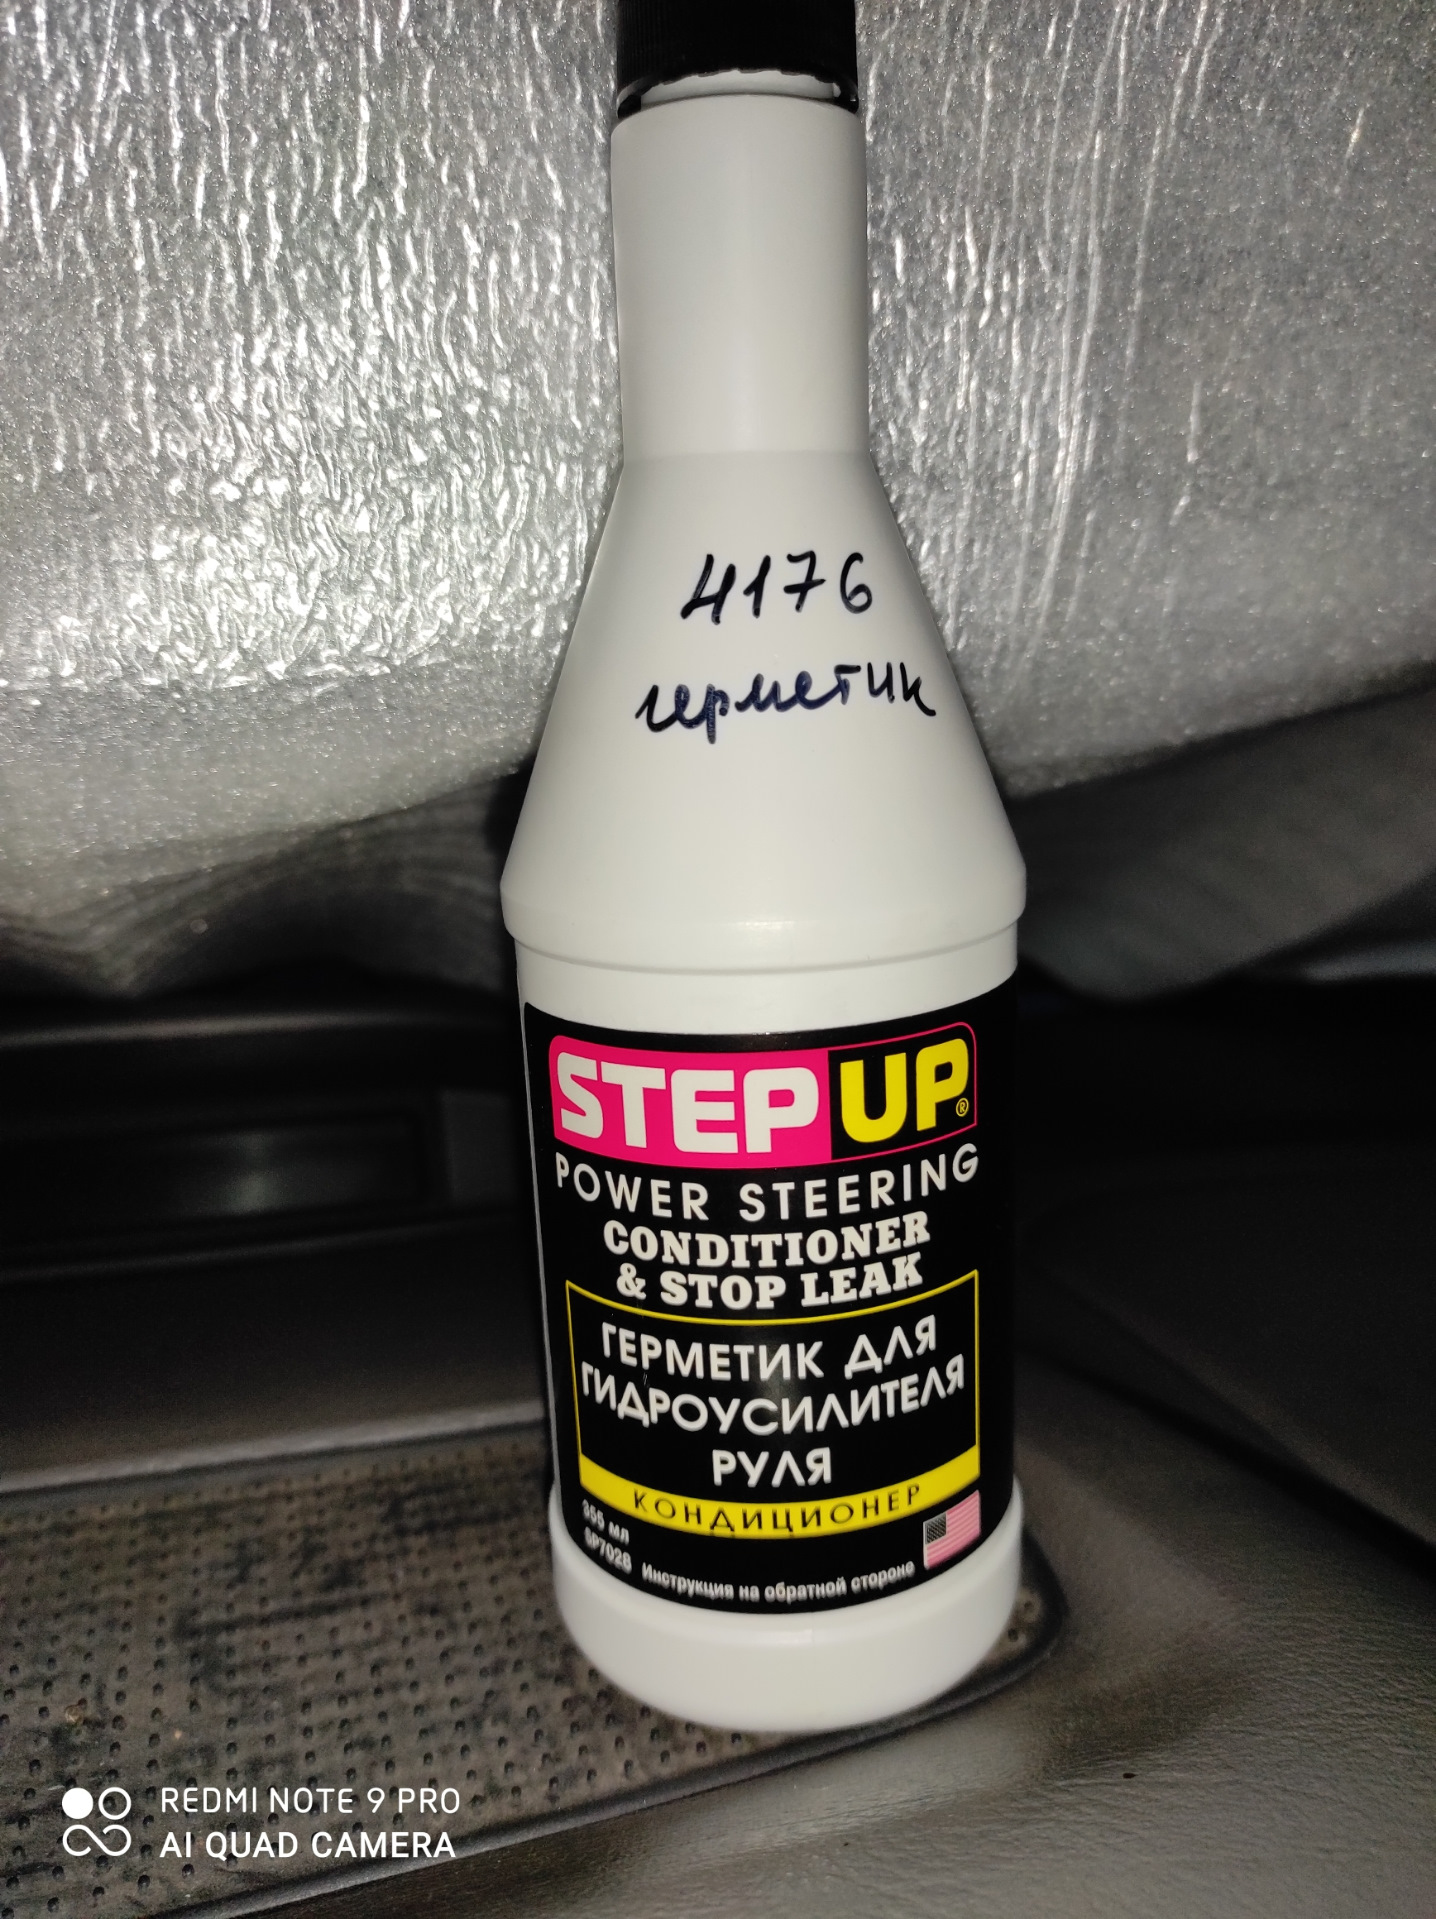 4176
герметик
STEP UP®
POWER STEERING
CONDITIONER
& STOP LEAK
ГЕРМЕТИК ДЛЯ
ГИДРОУСИЛИТЕЛЯ
РУЛЯ
КОНДИЦИОНЕР
355 мл
SP7028
Инструкция на обратной стороне
REDMI NOTE 9 PRO
AI QUAD CAMERA